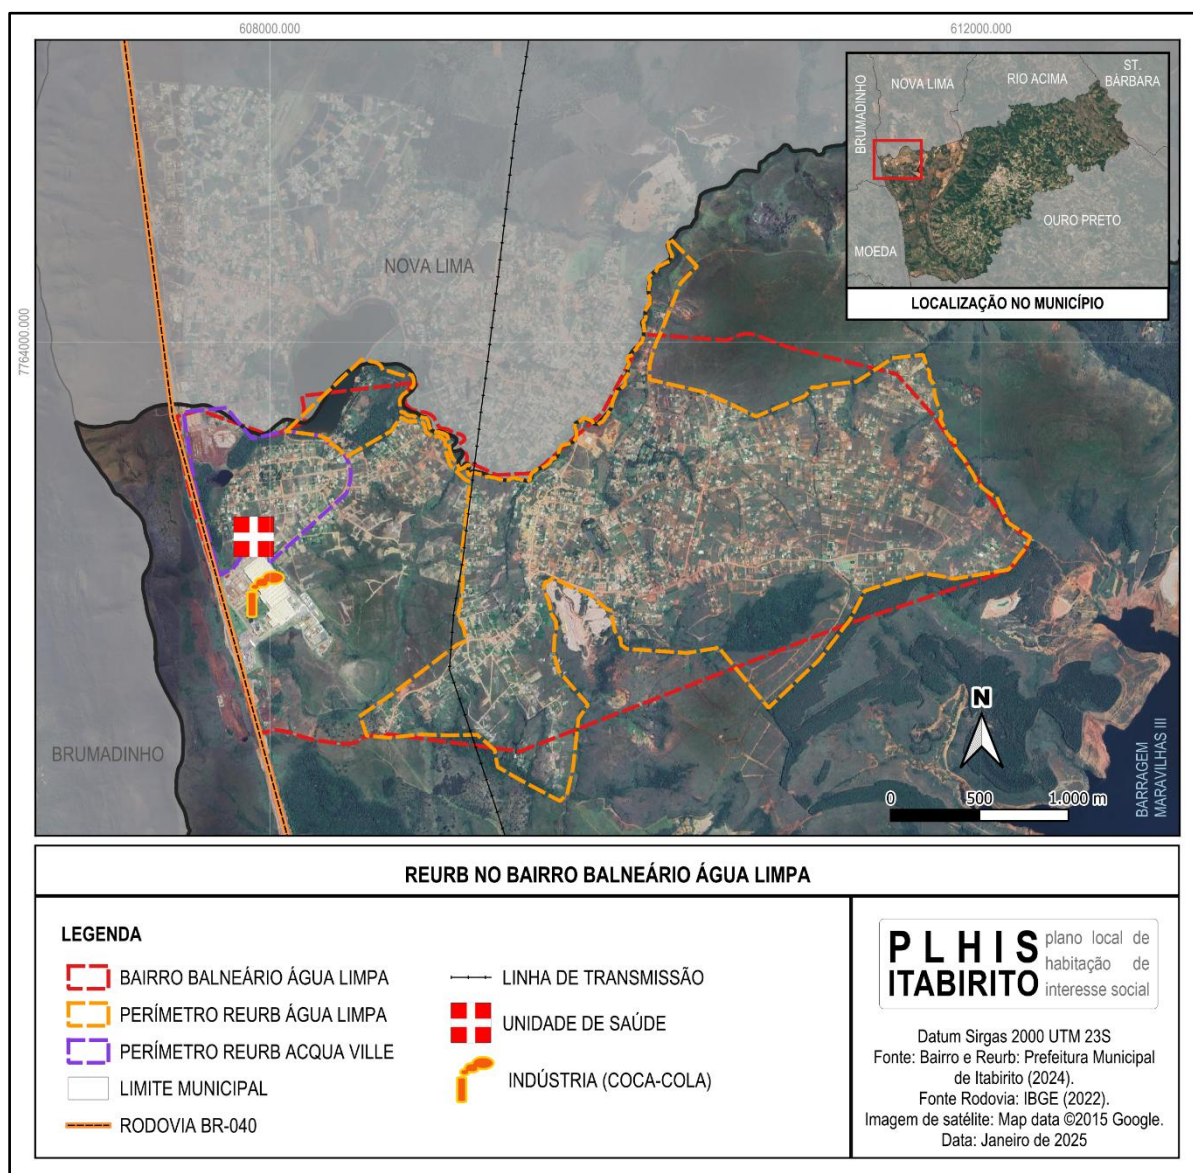 608000.000
612000.000
7764000.000
NOVA LIMA
BRUMADINHO
BARRAGEM
MARAVILHAS III
N
0 500 1.000 m
BRUMADINHO
NOVA LIMA
RIO ACIMA
ST.
BÁRBARA
OURO PRETO
MOEDA
LOCALIZAÇÃO NO MUNICÍPIO
REURB NO BAIRRO BALNEÁRIO ÁGUA LIMPA
LEGENDA
BAIRRO BALNEÁRIO ÁGUA LIMPA
PERÍMETRO REURB ÁGUA LIMPA
PERÍMETRO REURB ACQUA VILLE
LIMITE MUNICIPAL
RODOVIA BR-040
LINHA DE TRANSMISSÃO
UNIDADE DE SAÚDE
INDÚSTRIA (COCA-COLA)
PLHIS
ITABIRITO
plano local de
habitação de
interesse social
Datum Sirgas 2000 UTM 23S
Fonte: Bairro e Reurb: Prefeitura Municipal
de Itabirito (2024).
Fonte Rodovia: IBGE (2022).
Imagem de satélite: Map data ©2015 Google.
Data: Janeiro de 2025